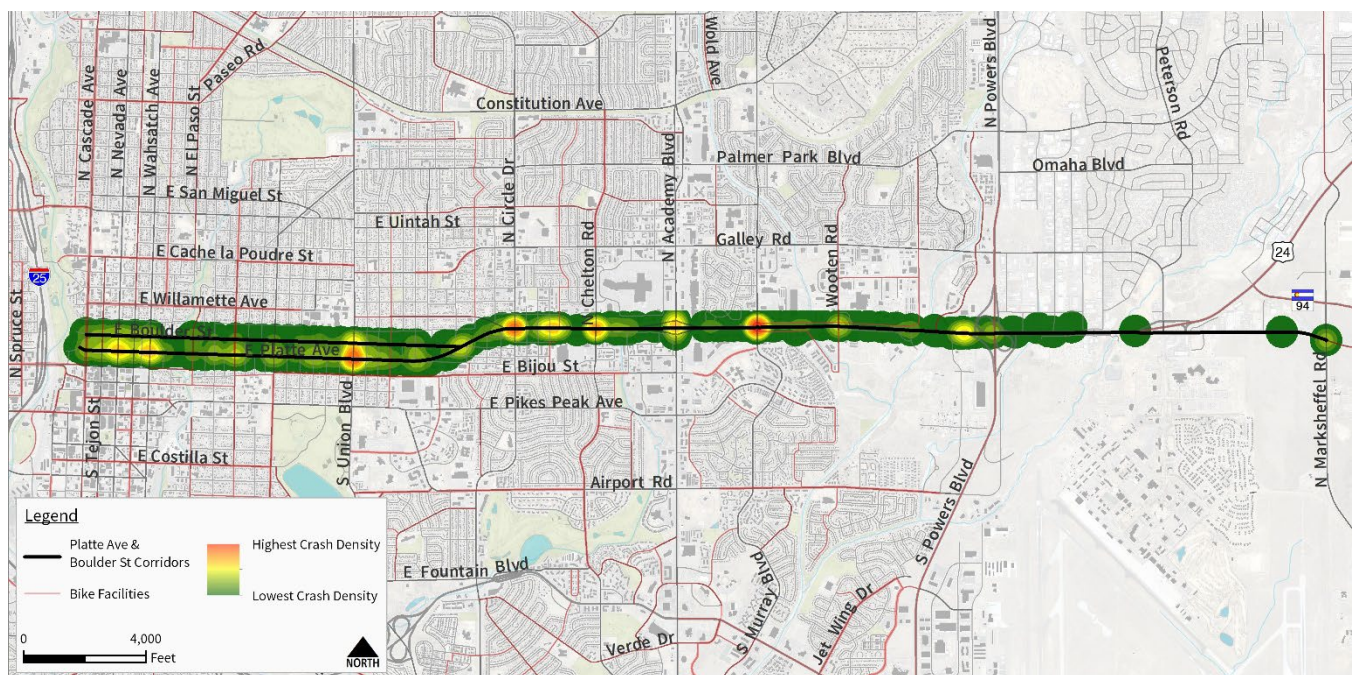 N Cascade Ave
N Nevada Ave
N Wahsatch Ave
N El Paso St
Paseo Rd
Wold Ave
N Powers Blvd
Peterson Rd
Constitution Ave
N Circle Dr
N Academy Blvd
Palmer Park Blvd
Omaha Blvd
E San Miguel St
E Uintah St
N Chelton Rd
Galley Rd
Wooten Rd
24
E Cache la Poudre St
25
N Spruce St
E Willamette Ave
94
E Boulder St
E Platte Ave
E Bijou St
N Marksheffel Rd
E Pikes Peak Ave
S Tejon St
S Union Blvd
E Costilla St
Airport Rd
S Powers Blvd
E Fountain Blvd
S Murray Blvd
Jet Wing Dr
Verde Dr
Legend
Platte Ave &
Boulder St Corridors
Bike Facilities
Highest Crash Density
Lowest Crash Density
0 4,000
Feet
NORTH